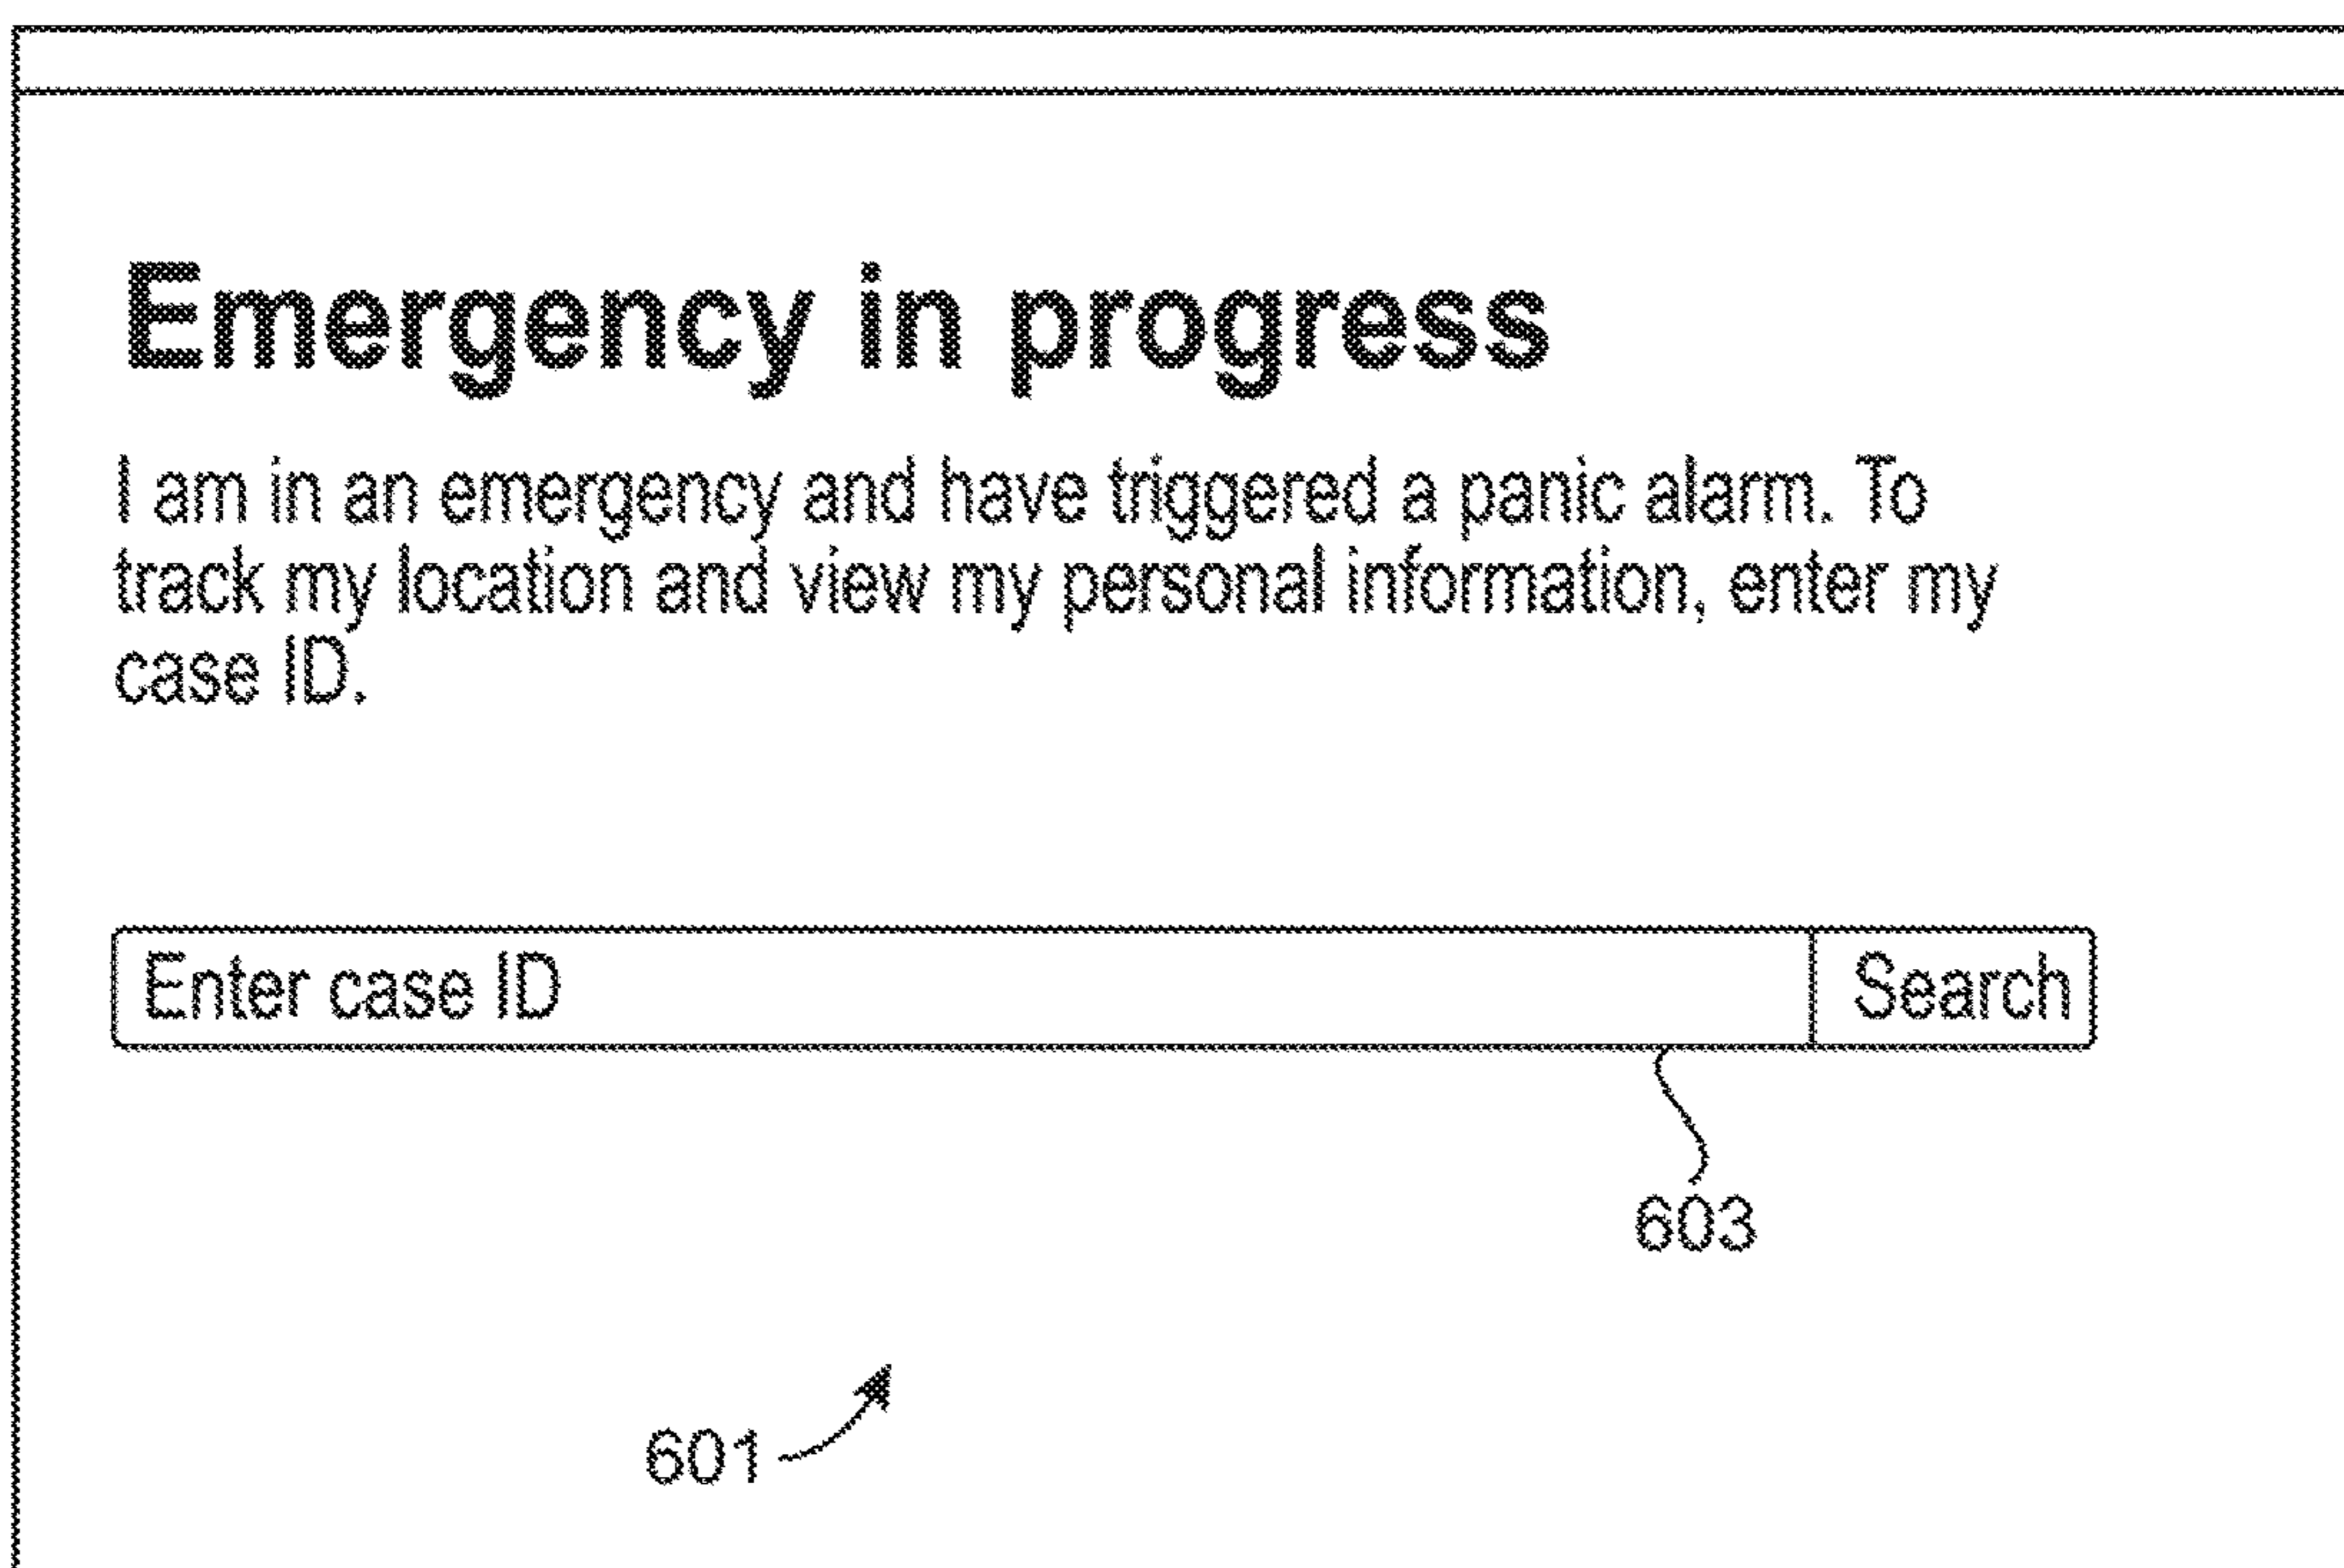 Emergency in progress
I am in an emergency and have triggered a panic alarm. To
track my location and view my personal information, enter my
case ID.
Enter case ID Search
603
601